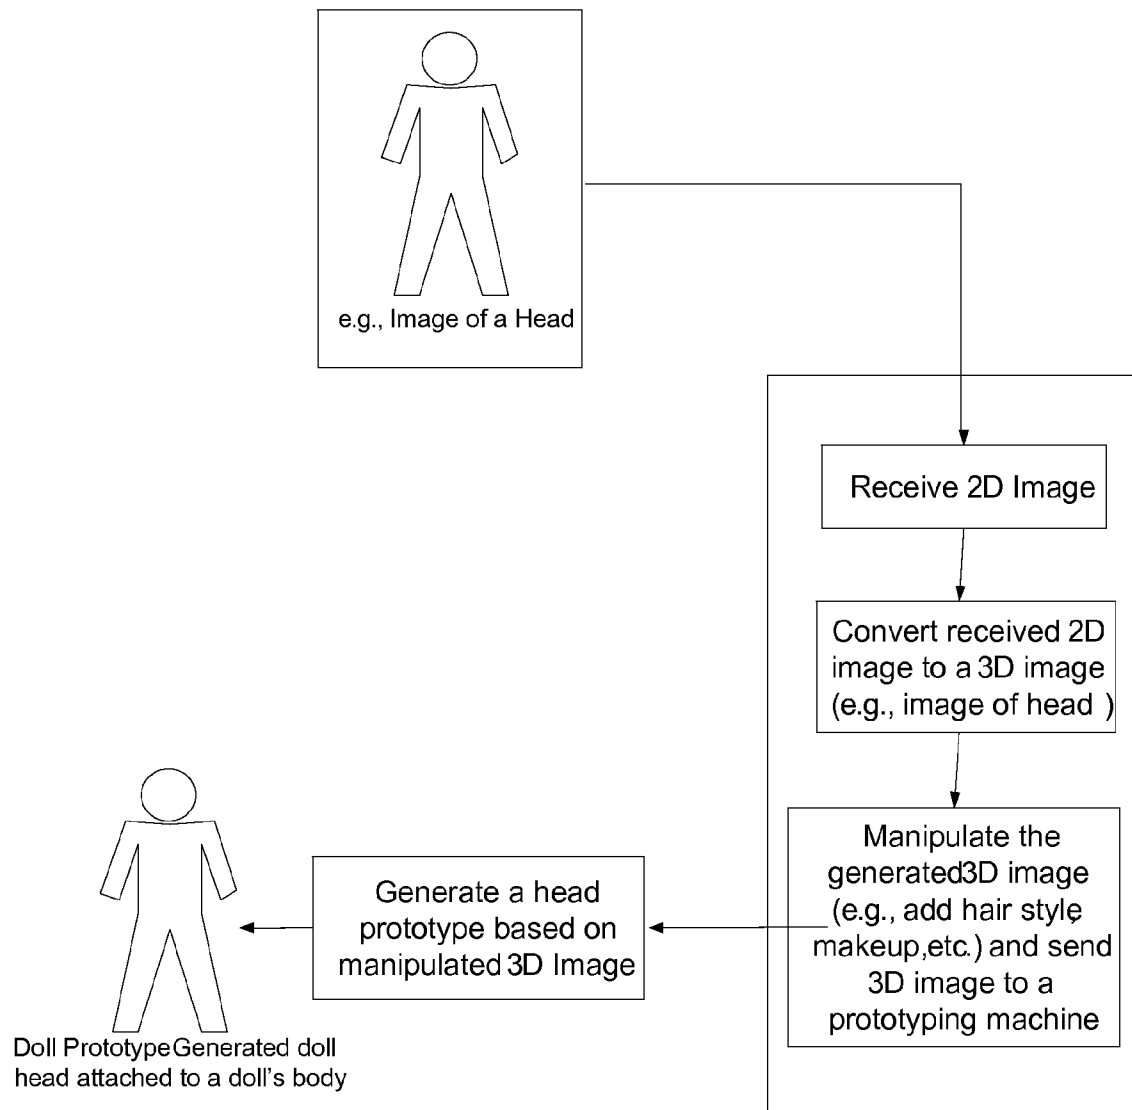 e.g., Image of a Head
Receive 2D Image
Convert received 2D
image to a 3D image
(e.g., image of head )
Manipulate the
generated3D image
(e.g., add hair style,
makeup,etc.) and send
3D image to a
prototyping machine
Generate a head
prototype based on
manipulated 3D Image
Doll PrototypeGenerated doll
head attached to a doll's body